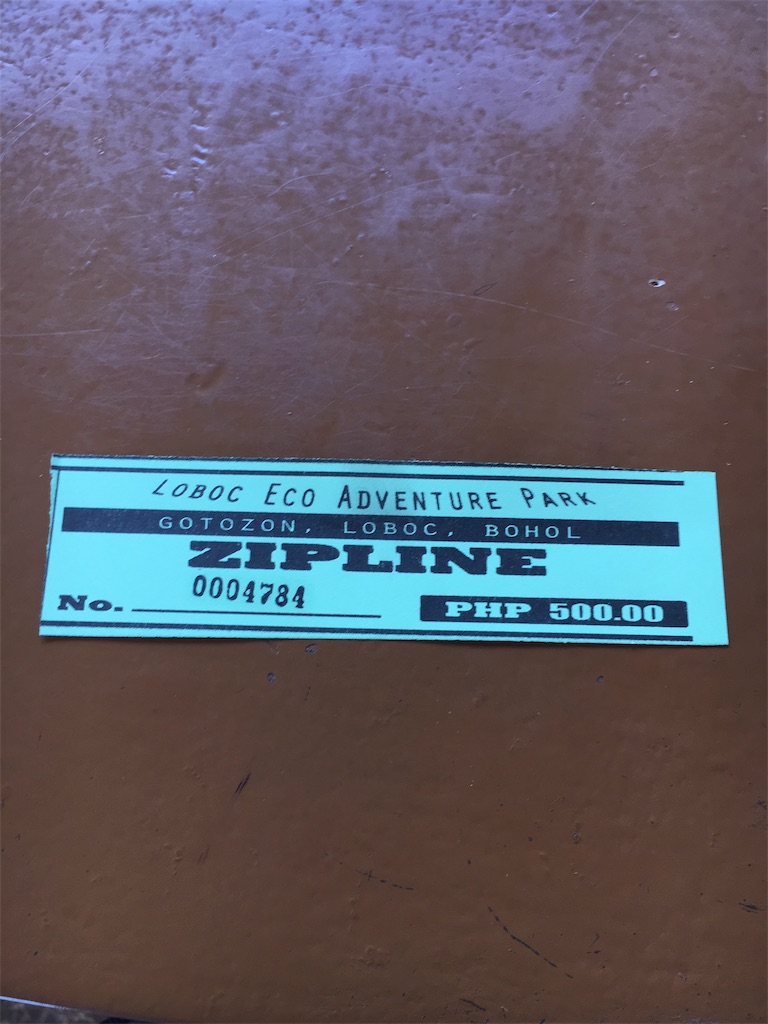 LOBOC ECO ADVENTURE PARK
GOTOZON, LOBOC, BOHOL
ZIPLINE
No. 0004784
PHP 500.00